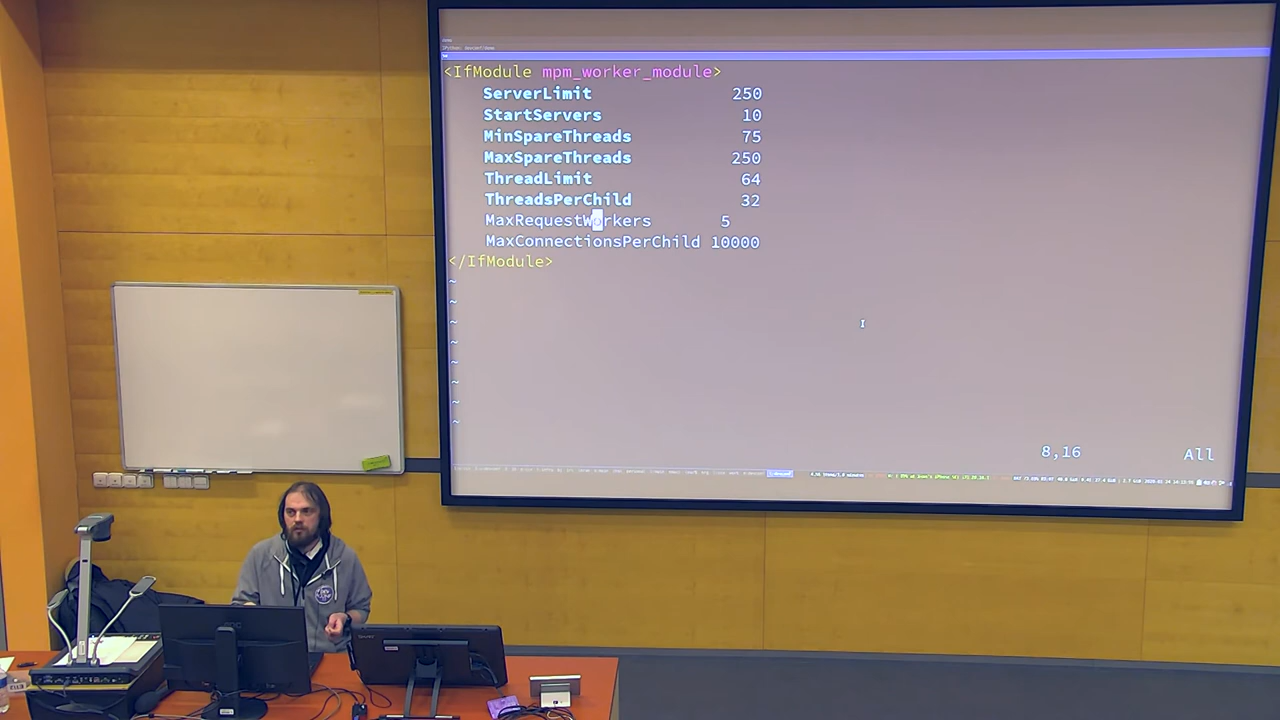 <IfModule mpm_worker_module>
ServerLimit 250
StartServers 10
MinSpareThreads 75
MaxSpareThreads 250
ThreadLimit 64
ThreadsPerChild 32
MaxRequestWorkers 5
MaxConnectionsPerChild 10000
</IfModule>
~
~
~
~
~
~
~
~
8,16 All